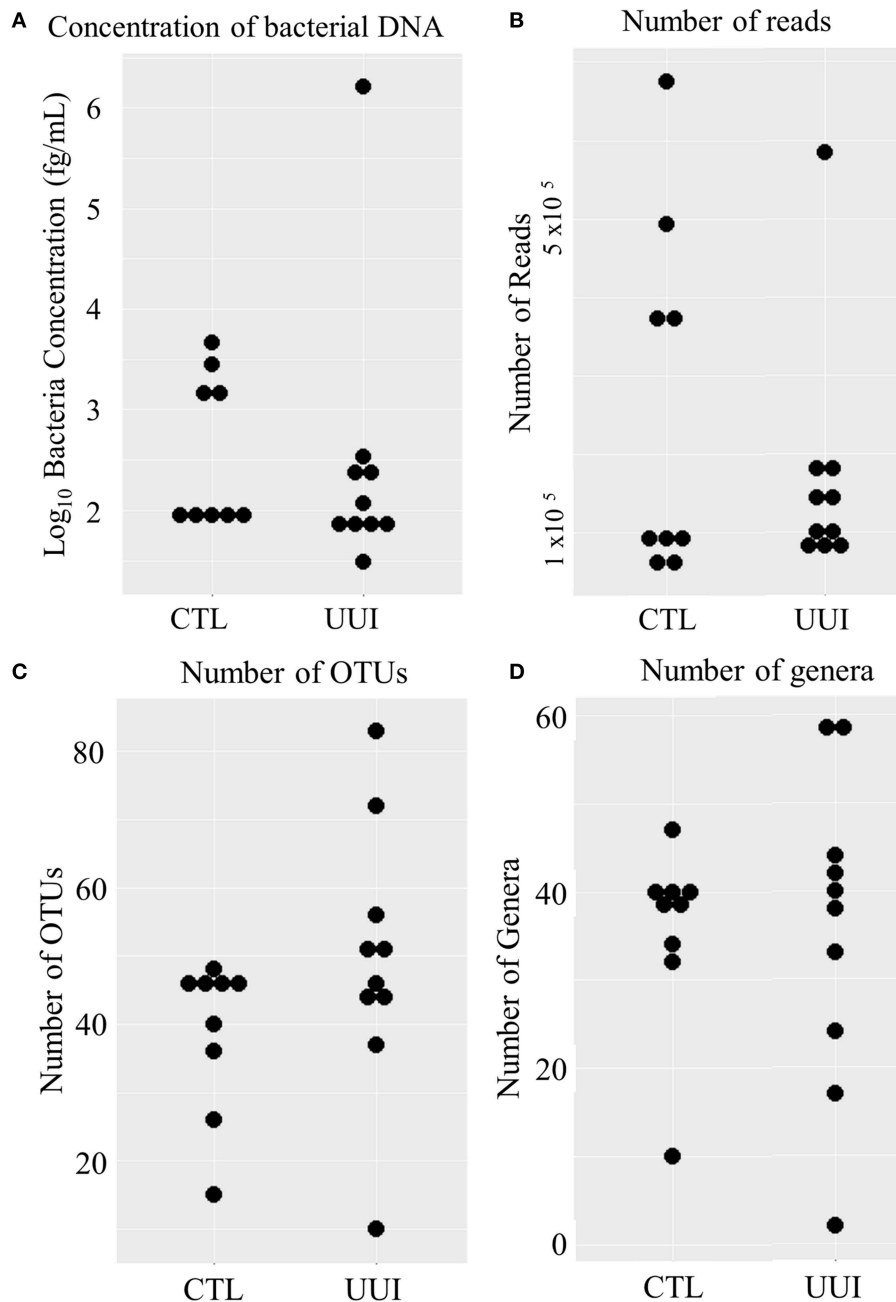 A Concentration of bacterial DNA
Log₁₀ Bacteria Concentration (fg/mL)
6
5
4
3
2
CTL UUI
B Number of reads
Number of Reads
5 x10 ⁵
1 x10 ⁵
CTL UUI
C Number of OTUs
Number of OTUs
80
60
40
20
CTL UUI
D Number of genera
Number of Genera
60
40
20
0
CTL UUI